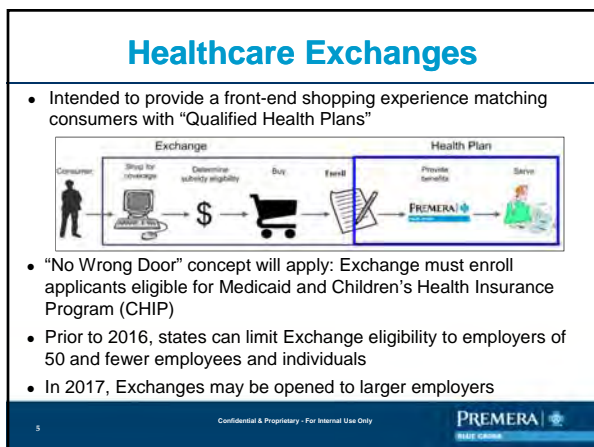 Healthcare Exchanges
• Intended to provide a front-end shopping experience matching
consumers with “Qualified Health Plans”
Exchange
Health Plan
Consumer
Shop for
coverage
Determine
subsidy eligibility
Buy
Enroll
Provide
benefits
Serve
$
PREMERA
• “No Wrong Door” concept will apply: Exchange must enroll
applicants eligible for Medicaid and Children’s Health Insurance
Program (CHIP)
• Prior to 2016, states can limit Exchange eligibility to employers of
50 and fewer employees and individuals
• In 2017, Exchanges may be opened to larger employers
5
Confidential & Proprietary - For Internal Use Only
PREMERA
BLUE CROSS